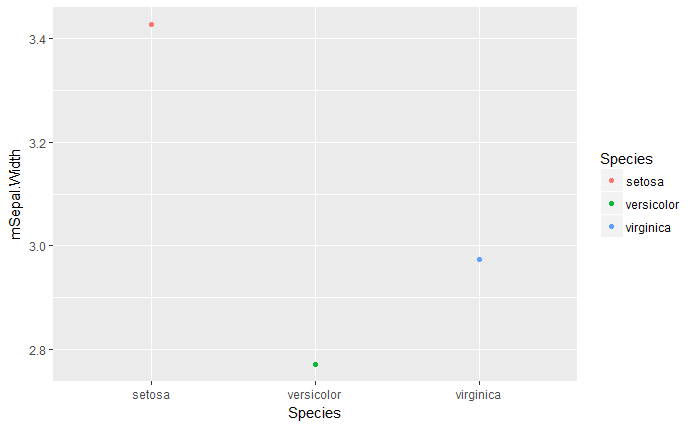 mSepal.Width
3.4
3.2
3.0
2.8
setosa
versicolor
virginica
Species
Species
setosa
versicolor
virginica